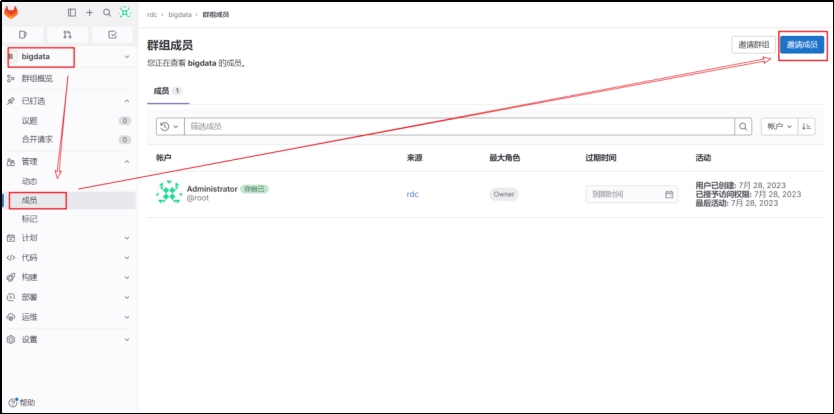 rdc › bigdata › 群组成员
B bigdata
群组概览
已钉选
议题 0
合并请求 0
管理
动态
成员
标记
计划
代码
构建
部署
运维
设置
帮助
群组成员
邀请群组
邀请成员
您正在查看 bigdata 的成员。
成员 1
筛选成员
帐户
帐户 来源 最大角色 过期时间 活动
Administrator 你自己
@root
rdc
Owner
到期时间
用户已创建: 7月 28, 2023
已授予访问权限: 7月 28, 2023
最后活动: 7月 28, 2023